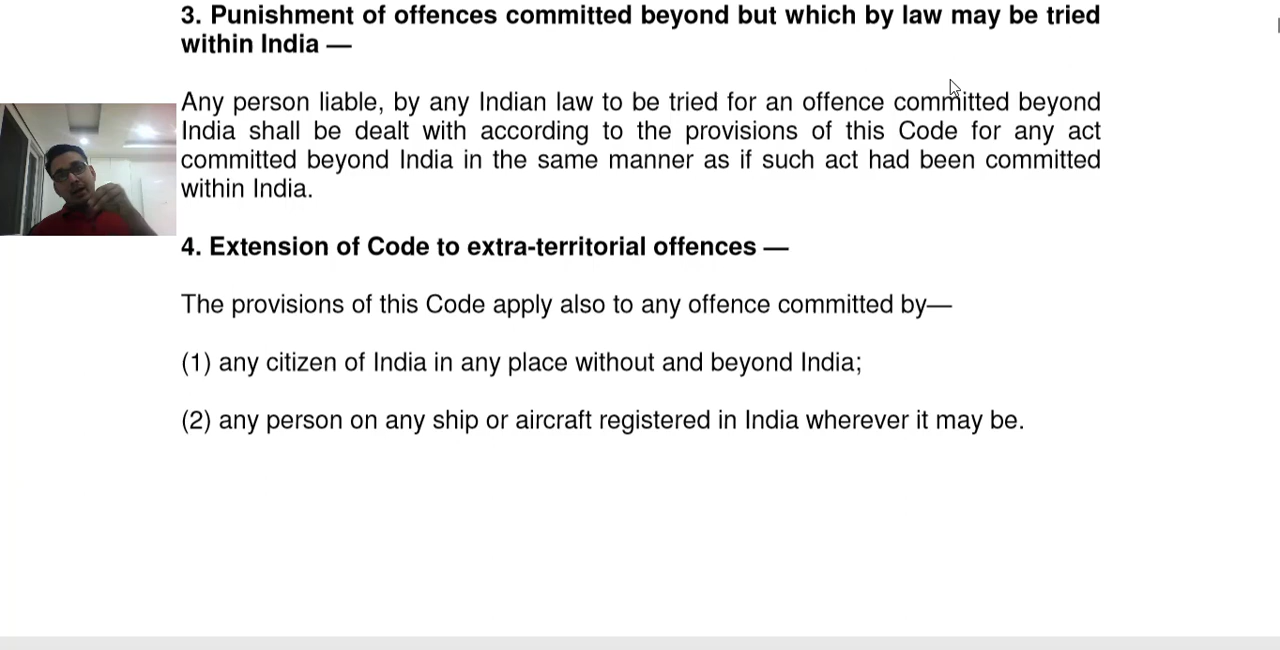 3. Punishment of offences committed beyond but which by law may be tried
within India —
Any person liable, by any Indian law to be tried for an offence committed beyond
India shall be dealt with according to the provisions of this Code for any act
committed beyond India in the same manner as if such act had been committed
within India.
4. Extension of Code to extra-territorial offences —
The provisions of this Code apply also to any offence committed by—
(1) any citizen of India in any place without and beyond India;
(2) any person on any ship or aircraft registered in India wherever it may be.